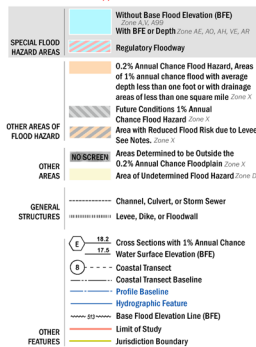 Without Base Flood Elevation (BFE)
Zone A,V, A99
With BFE or Depth Zone AE, AO, AH, VE, AR
SPECIAL FLOOD
HAZARD AREAS
Regulatory Floodway
0.2% Annual Chance Flood Hazard, Areas
of 1% annual chance flood with average
depth less than one foot or with drainage
areas of less than one square mile Zone X
Future Conditions 1% Annual
Chance Flood Hazard Zone X
OTHER AREAS OF
FLOOD HAZARD
Area with Reduced Flood Risk due to Levee
See Notes. Zone X
NO SCREEN
Areas Determined to be Outside the
0.2% Annual Chance Floodplain Zone X
OTHER
AREAS
Area of Undetermined Flood Hazard Zone D
Channel, Culvert, or Storm Sewer
GENERAL
STRUCTURES
Levee, Dike, or Floodwall
E 18.2 Cross Sections with 1% Annual Chance
17.5 Water Surface Elevation (BFE)
8 Coastal Transect
Coastal Transect Baseline
Profile Baseline
Hydrographic Feature
513 Base Flood Elevation Line (BFE)
OTHER
FEATURES
Limit of Study
Jurisdiction Boundary